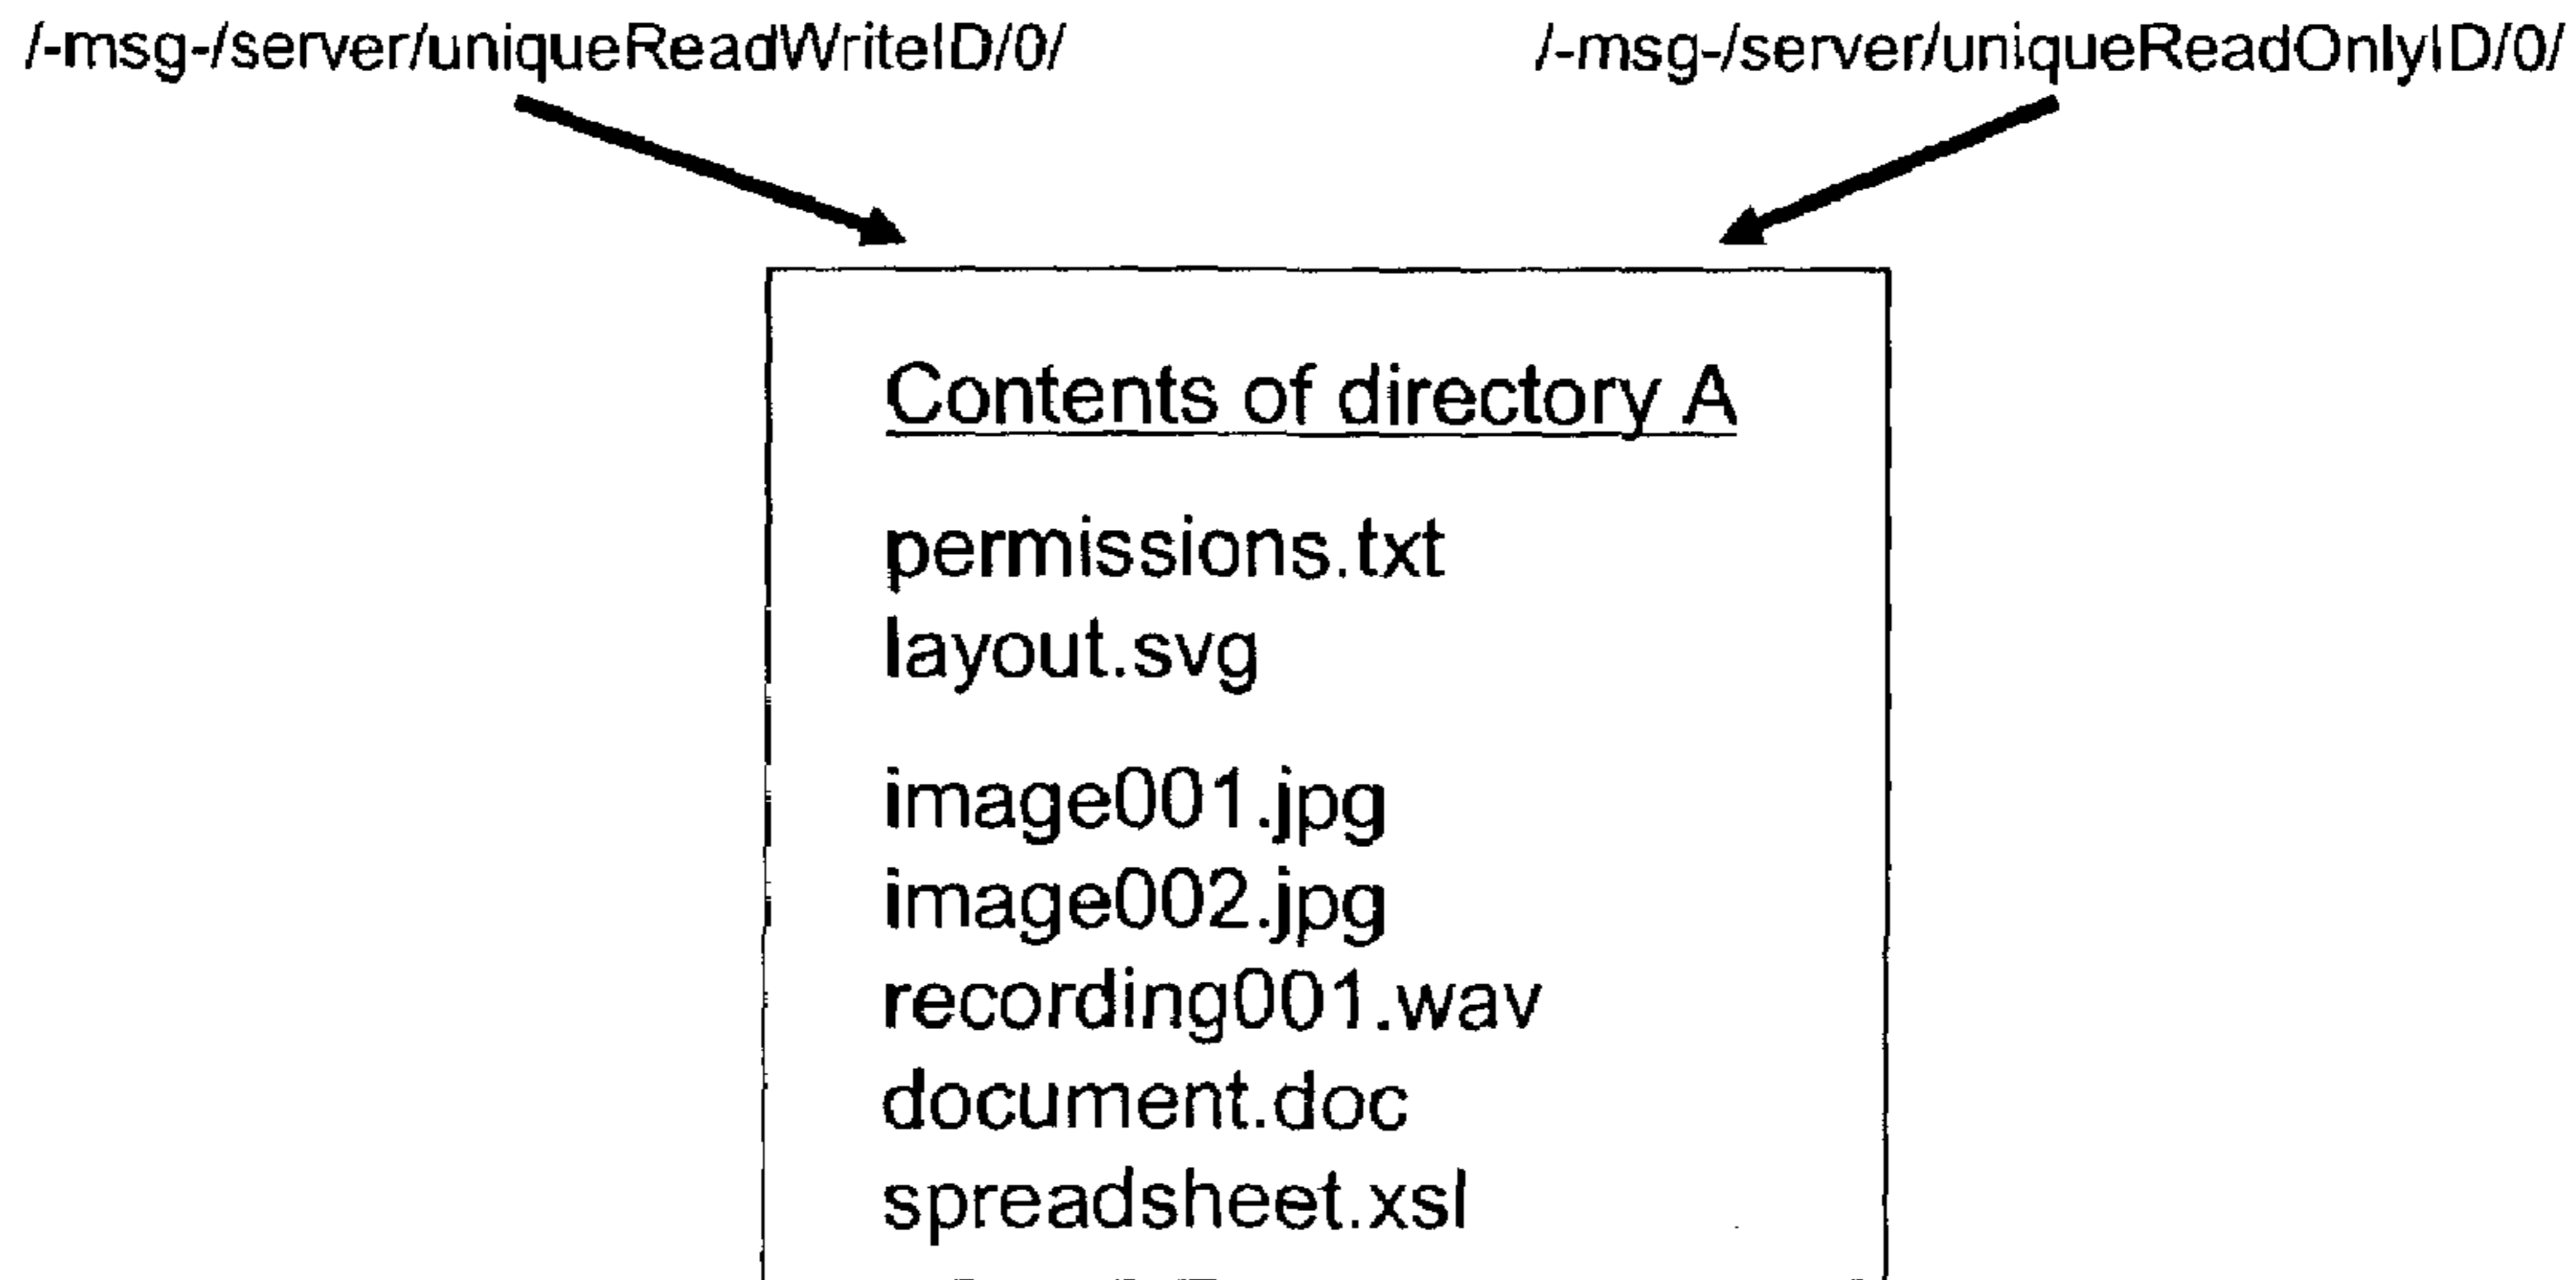 /-msg-/server/uniqueReadWriteID/0/
/-msg-/server/uniqueReadOnlyID/0/
Contents of directory A
permissions.txt
layout.svg
image001.jpg
image002.jpg
recording001.wav
document.doc
spreadsheet.xsl